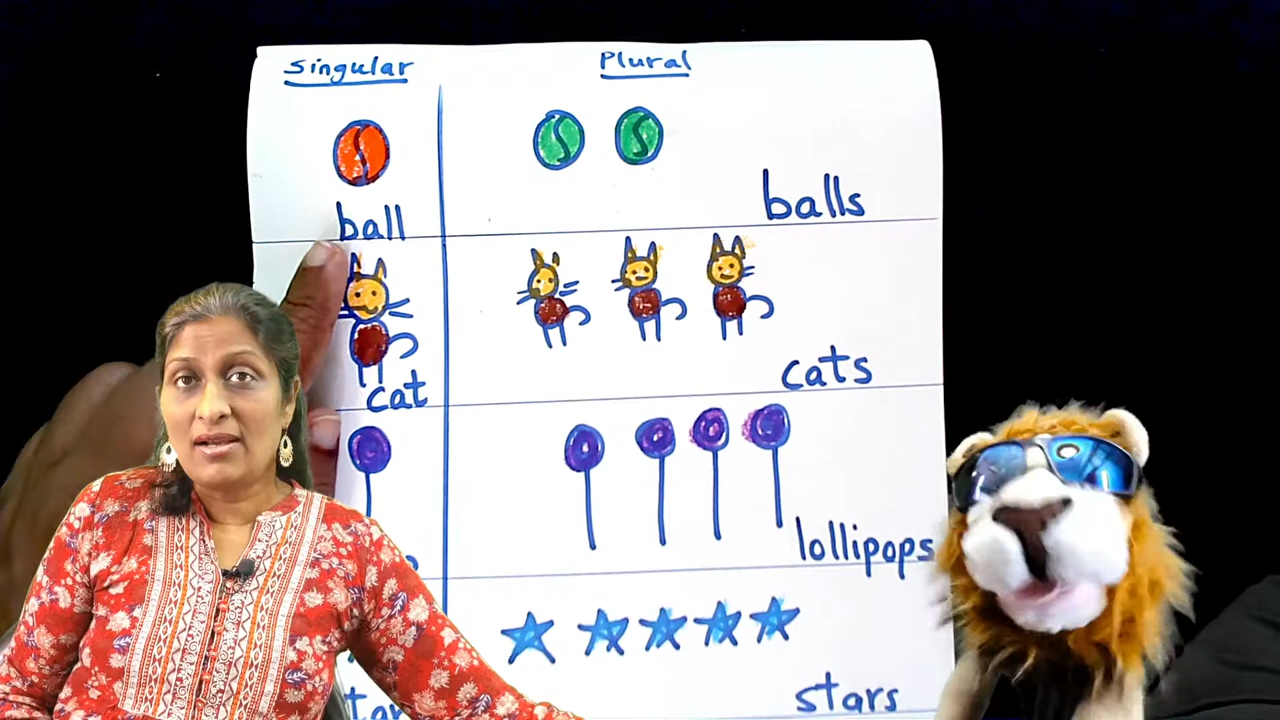 Singular Plural
ball balls
cat cats
lollipops
stars